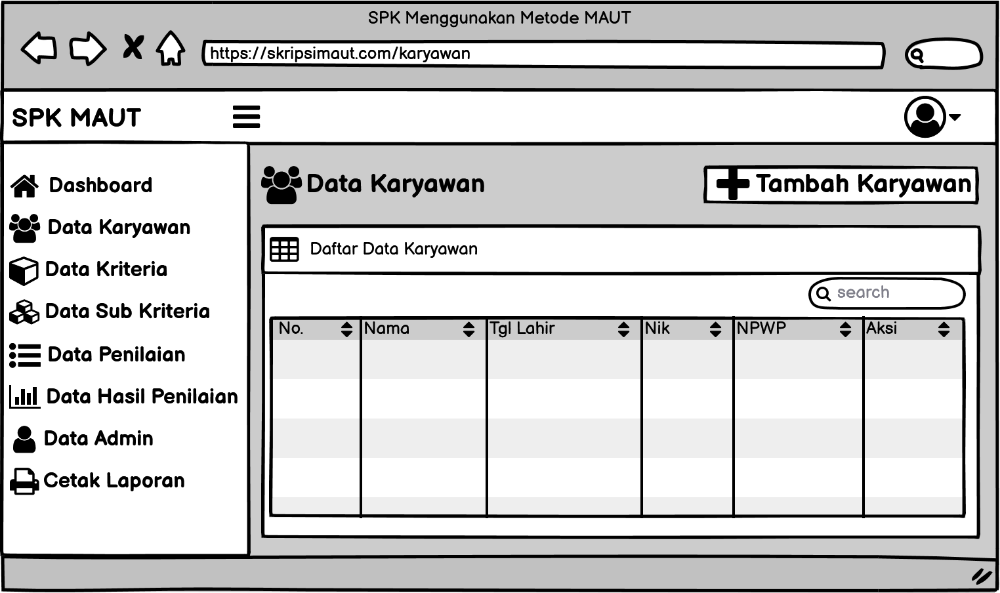 SPK Menggunakan Metode MAUT
https://skripsimaut.com/karyawan
SPK MAUT
Dashboard
Data Karyawan
Data Kriteria
Data Sub Kriteria
Data Penilaian
Data Hasil Penilaian
Data Admin
Cetak Laporan
Data Karyawan
Tambah Karyawan
Daftar Data Karyawan
search
No. Nama Tgl Lahir Nik NPWP Aksi